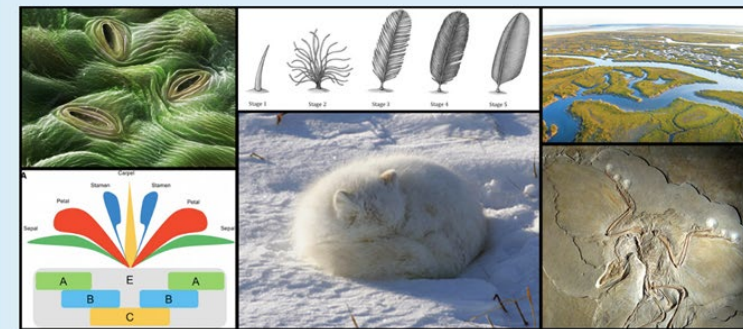 Stage 1 Stage 2 Stage 3 Stage 4 Stage 5
A
Carpel
Stamen Stamen
Petal Petal
Sepal Sepal
A E A
B B
C